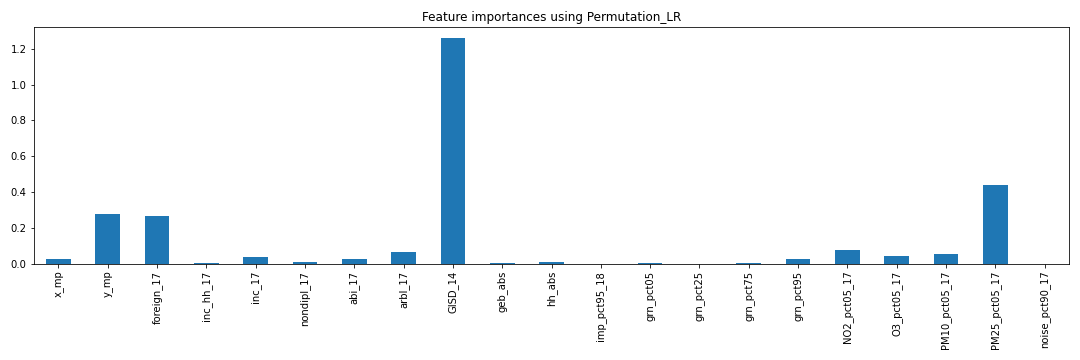 Feature importances using Permutation_LR
1.2
1.0
0.8
0.6
0.4
0.2
0.0
x_mp
y_mp
foreign_17
inc_hh_17
inc_17
nondipl_17
abi_17
arbl_17
GISD_14
geb_abs
hh_abs
imp_pct95_18
grn_pct05
grn_pct25
grn_pct75
grn_pct95
NO2_pct05_17
O3_pct05_17
PM10_pct05_17
PM25_pct05_17
noise_pct90_17